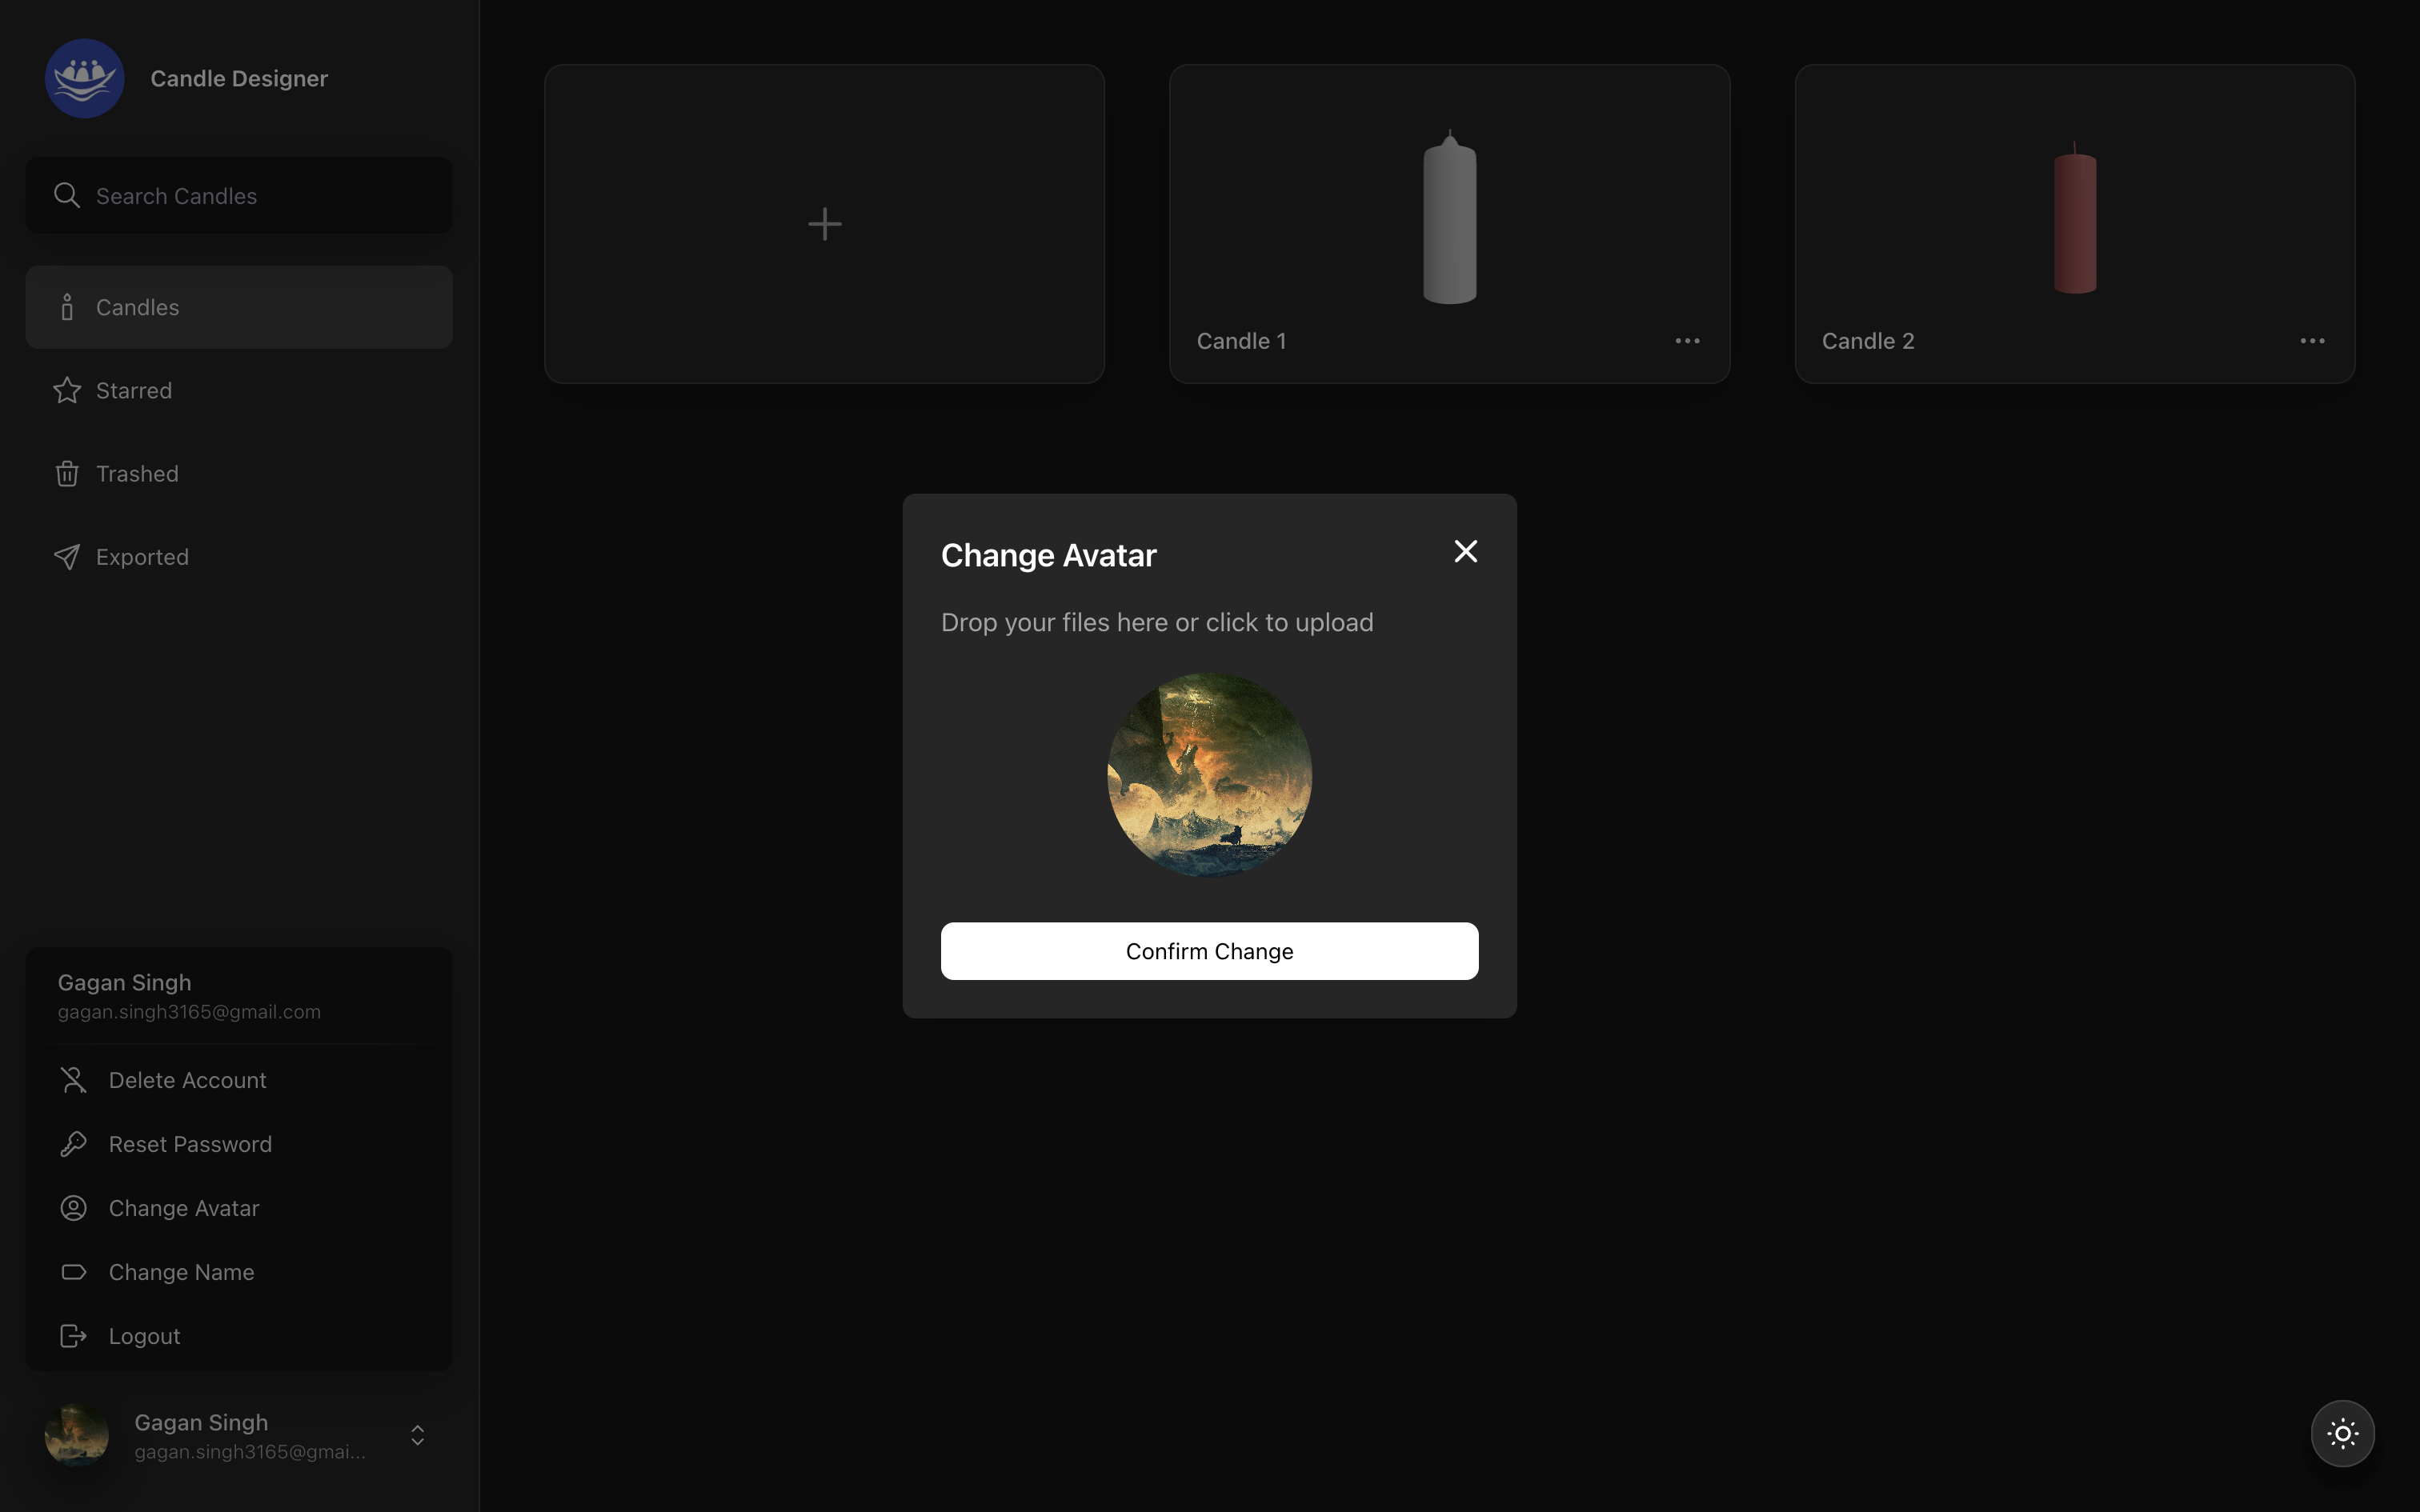 Candle Designer
Search Candles
Candles
Starred
Trashed
Exported
Candle 1
Candle 2
Change Avatar
Drop your files here or click to upload
Confirm Change
Gagan Singh
gagan.singh3165@gmail.com
Delete Account
Reset Password
Change Avatar
Change Name
Logout
Gagan Singh
gagan.singh3165@gmai...